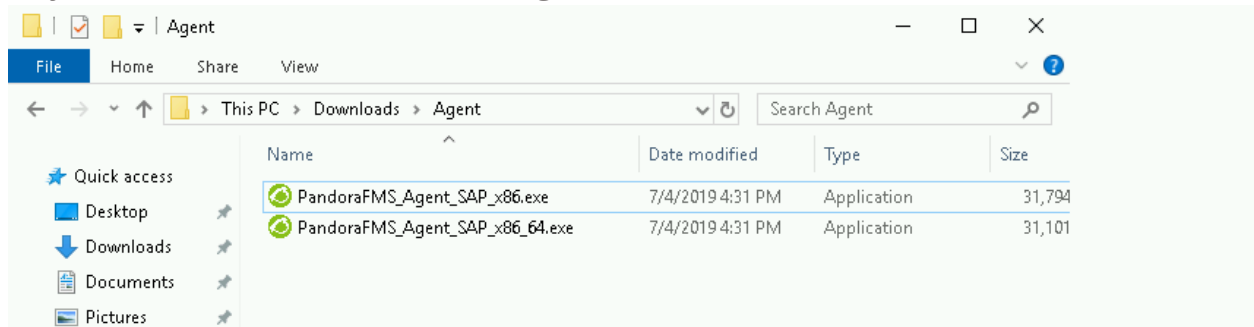 Agent
File Home Share View
This PC > Downloads > Agent Search Agent
Name Date modified Type Size
Quick access
Desktop
Downloads
Documents
Pictures
PandoraFMS_Agent_SAP_x86.exe 7/4/2019 4:31 PM Application 31,794
PandoraFMS_Agent_SAP_x86_64.exe 7/4/2019 4:31 PM Application 31,101